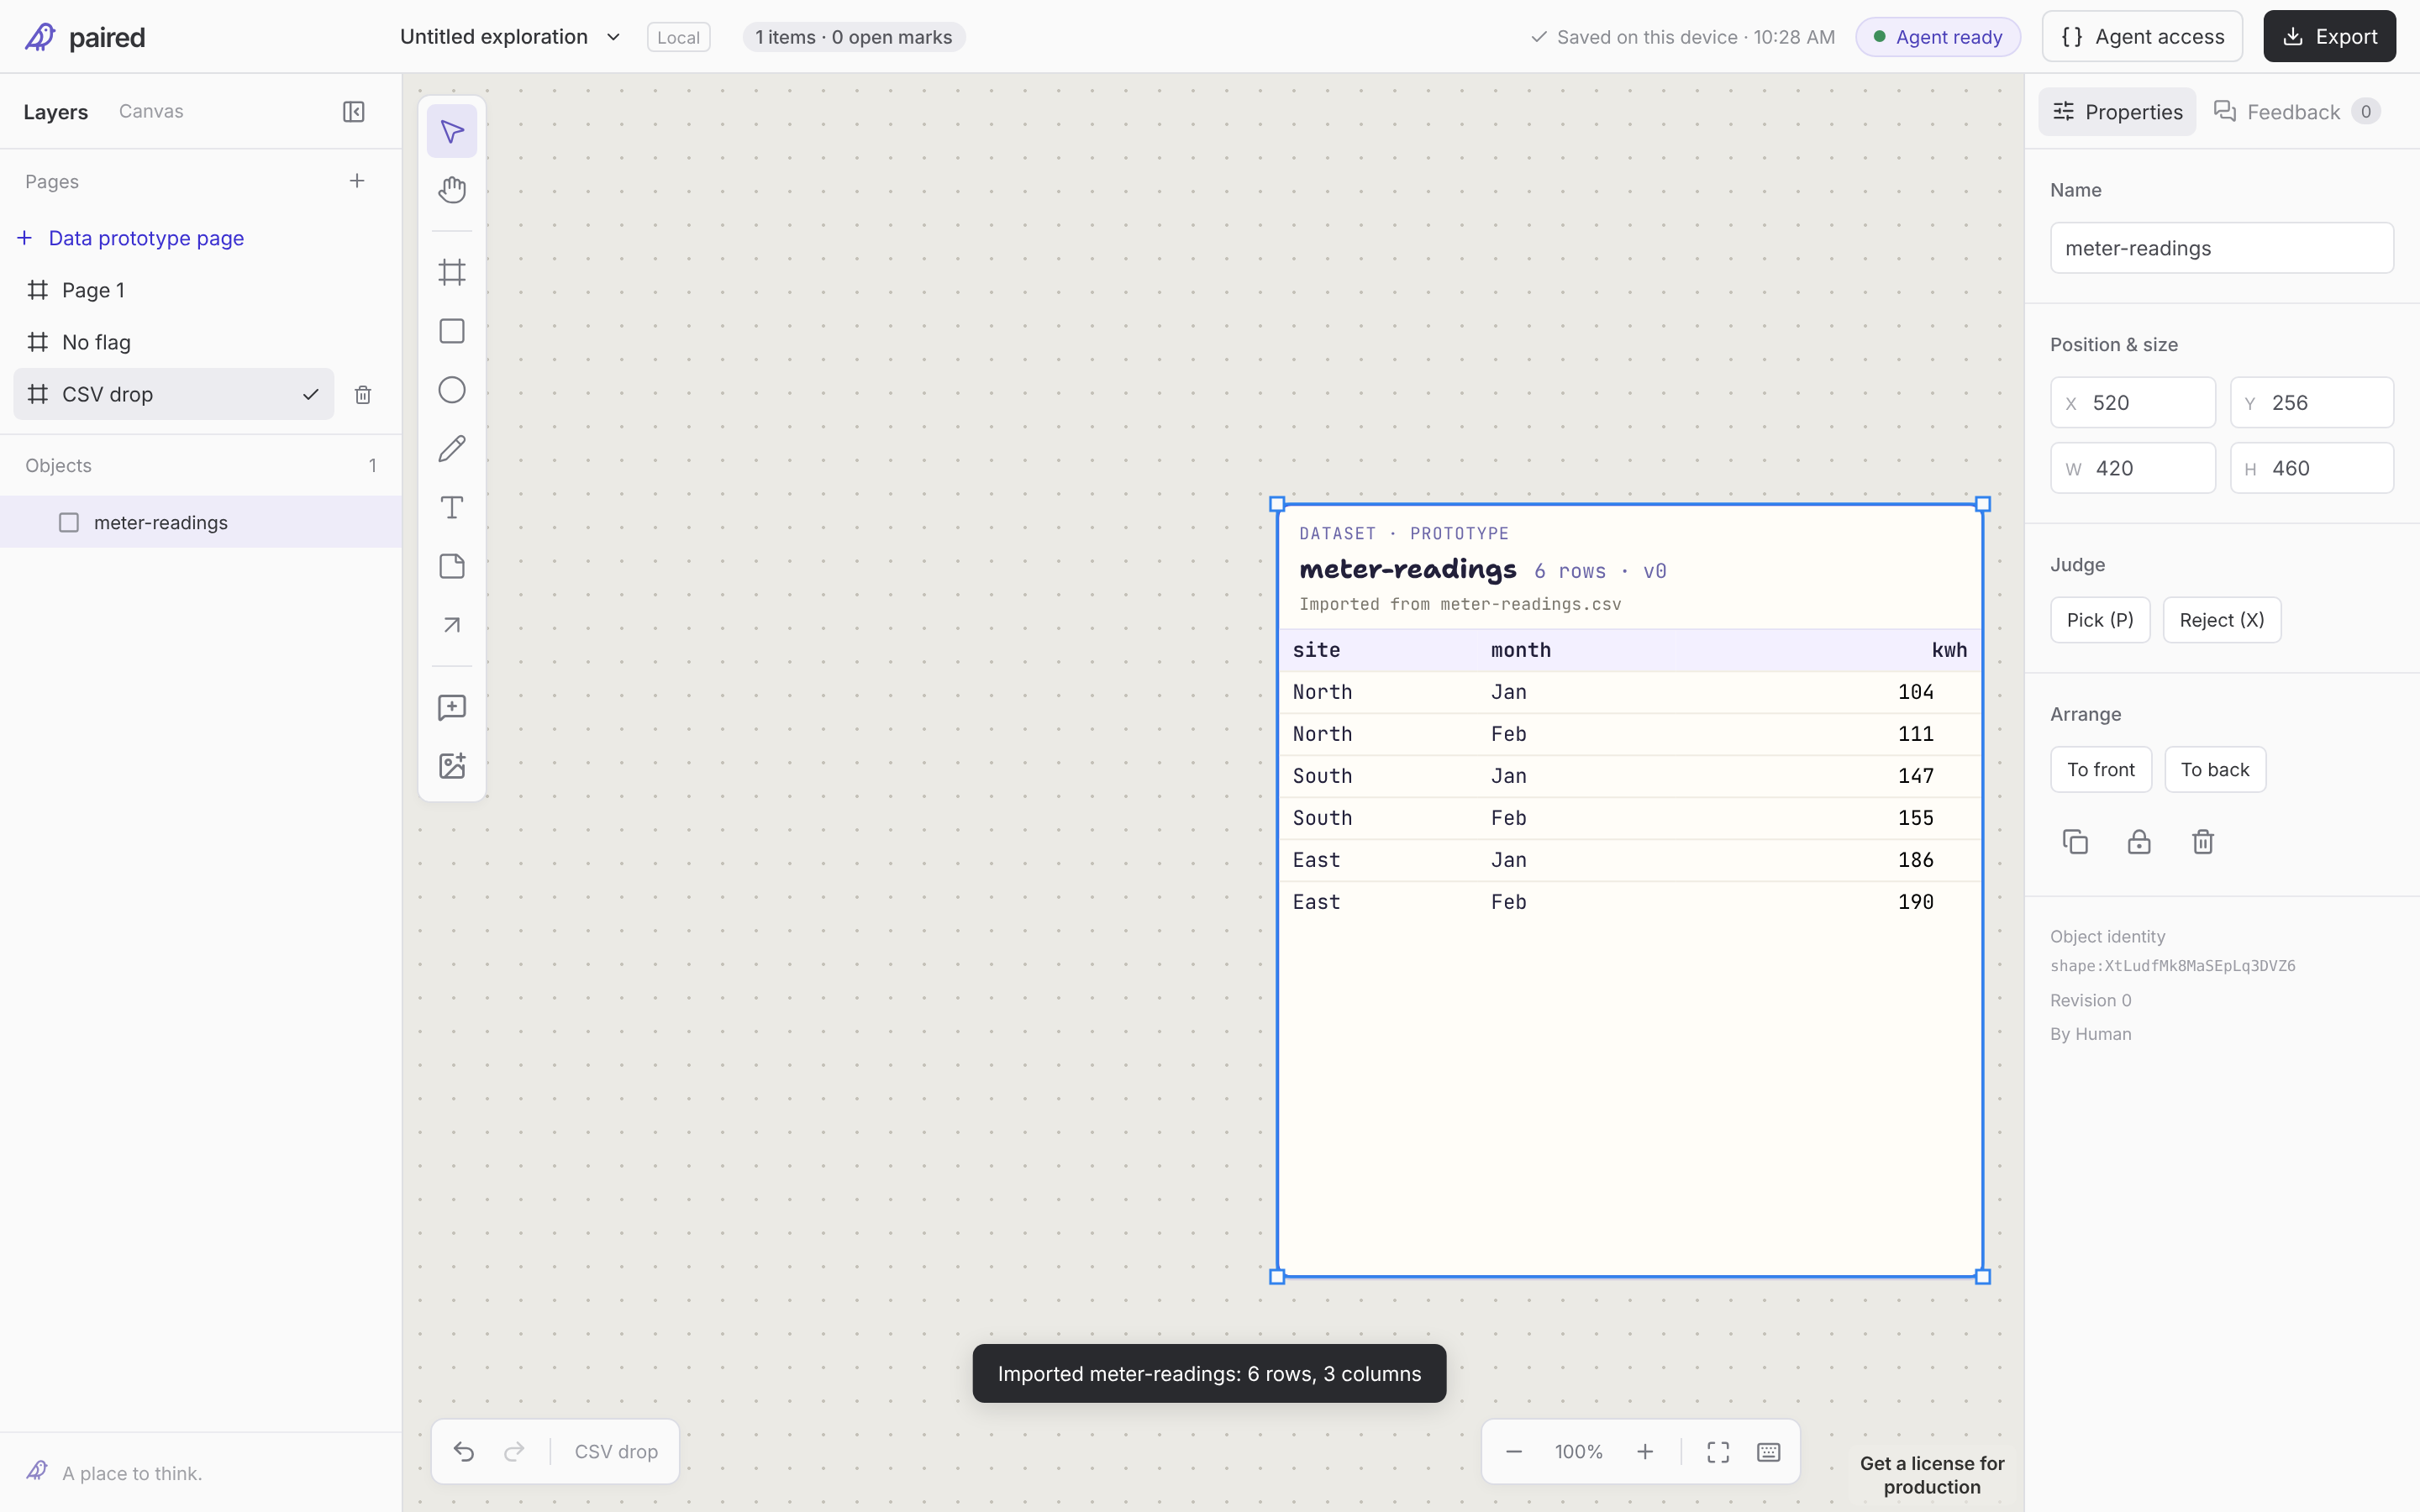 paired
Untitled exploration
Local
1 items · 0 open marks
Saved on this device · 10:28 AM
Agent ready
{ } Agent access
Export
Layers
Canvas
Pages
Data prototype page
Page 1
No flag
CSV drop
Objects
1
meter-readings
A place to think.
DATASET · PROTOTYPE
meter-readings 6 rows · v0
Imported from meter-readings.csv
site month kwh
North Jan 104
North Feb 111
South Jan 147
South Feb 155
East Jan 186
East Feb 190
Imported meter-readings: 6 rows, 3 columns
CSV drop
100%
Get a license for
production
Properties
Feedback 0
Name
meter-readings
Position & size
X 520 Y 256
W 420 H 460
Judge
Pick (P) Reject (X)
Arrange
To front To back
Object identity
shape:XtLudfMk8MaSEpLq3DVZ6
Revision 0
By Human